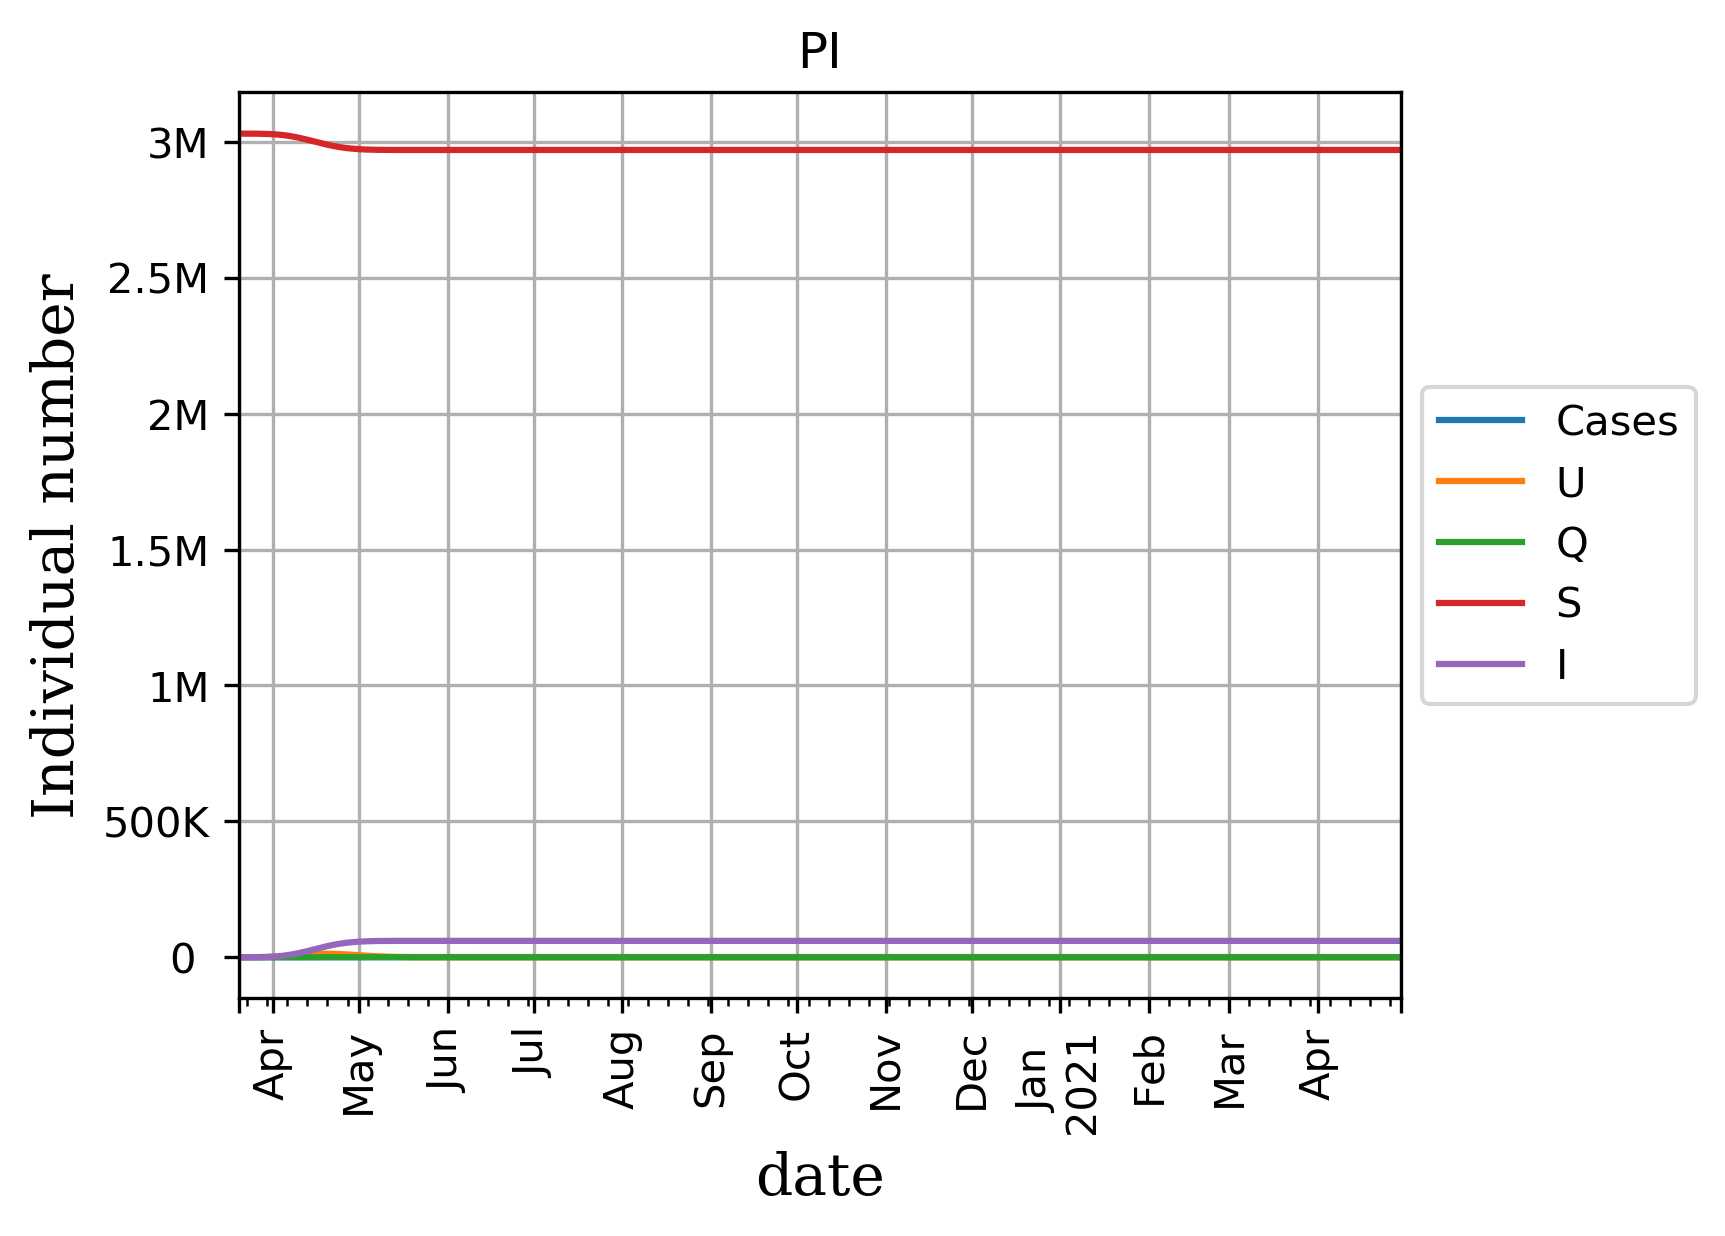 PI
Individual number
3M
2.5M
2M
1.5M
1M
500K
0
Apr
May
Jun
Jul
Aug
Sep
Oct
Nov
Dec
Jan
2021
Feb
Mar
Apr
date
Cases
U
Q
S
I